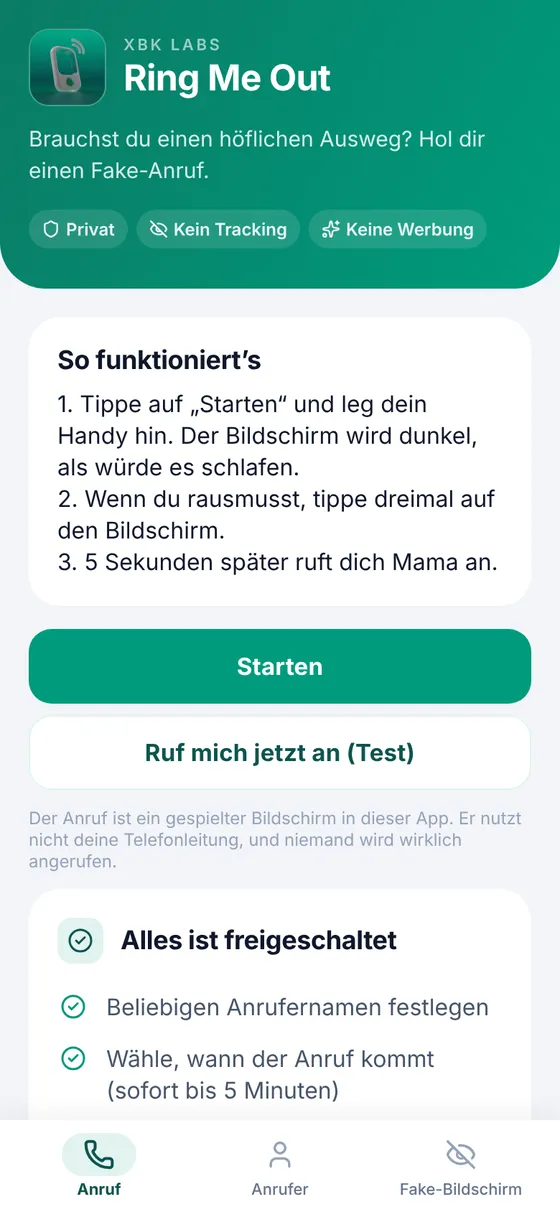 XBK LABS
Ring Me Out
Brauchst du einen höflichen Ausweg? Hol dir
einen Fake-Anruf.
Privat
Kein Tracking
Keine Werbung
So funktioniert’s
1. Tippe auf „Starten“ und leg dein
Handy hin. Der Bildschirm wird dunkel,
als würde es schlafen.
2. Wenn du rausmusst, tippe dreimal auf
den Bildschirm.
3. 5 Sekunden später ruft dich Mama an.
Starten
Ruf mich jetzt an (Test)
Der Anruf ist ein gespielter Bildschirm in dieser App. Er nutzt
nicht deine Telefonleitung, und niemand wird wirklich
angerufen.
Alles ist freigeschaltet
Beliebigen Anrufernamen festlegen
Wähle, wann der Anruf kommt
(sofort bis 5 Minuten)
Anruf
Anrufer
Fake-Bildschirm